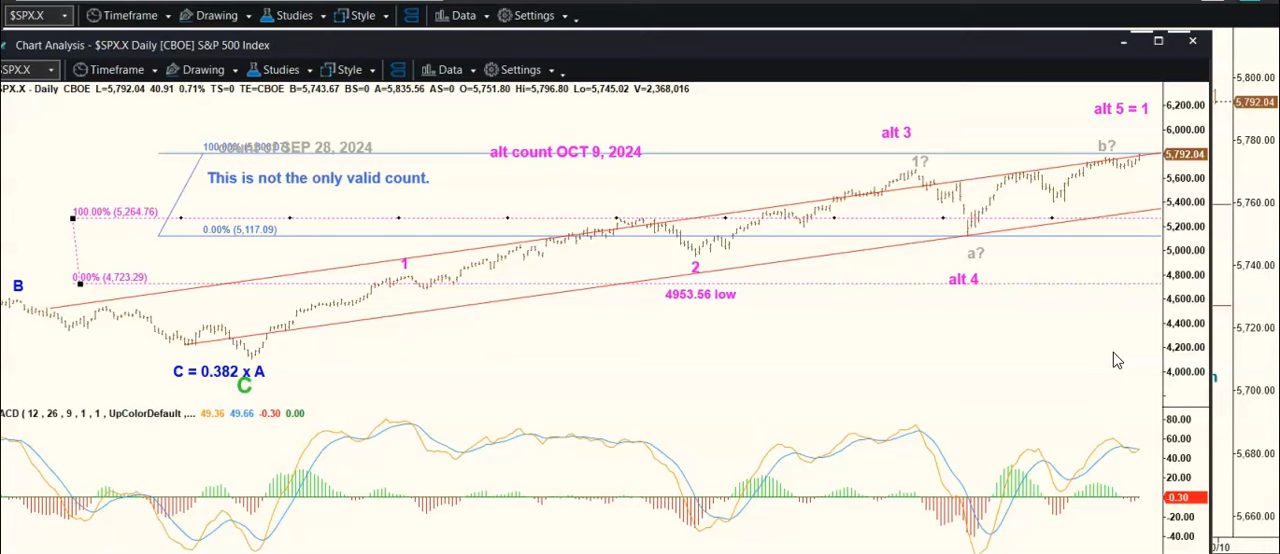 $SPX.X Timeframe Drawing Studies Style Data Settings
Chart Analysis - $SPX.X Daily [CBOE] S&P 500 Index
SPX.X Timeframe Drawing Studies Style Data Settings
PX.X - Daily CBOE L=5,792.04 40.91 0.71% TS=0 TE=CBOE B=5,743.67 BS=0 A=5,835.56 AS=0 O=5,751.80 Hi=5,796.80 Lo=5,745.02 V=2,368,016
alt 5 = 1
alt 3
SEP 28, 2024
alt count OCT 9, 2024
b?
1?
This is not the only valid count.
100.00% (5,264.76)
0.00% (5,117.09)
a?
1
2
0.00% (4,723.29)
alt 4
B
4953.56 low
C = 0.382 x A
C
6,200.00
6,000.00
5,792.04
5,600.00
5,400.00
5,200.00
5,000.00
4,800.00
4,600.00
4,400.00
4,200.00
4,000.00
ACD ( 12 , 26 , 9 , 1 , 1 , UpColorDefault ,... 49.36 49.66 -0.30 0.00
80.00
60.00
40.00
20.00
-0.30
-20.00
-40.00
5,800.00
5,792.04
5,780.00
5,760.00
5,740.00
5,720.00
5,700.00
5,680.00
5,660.00
0/10